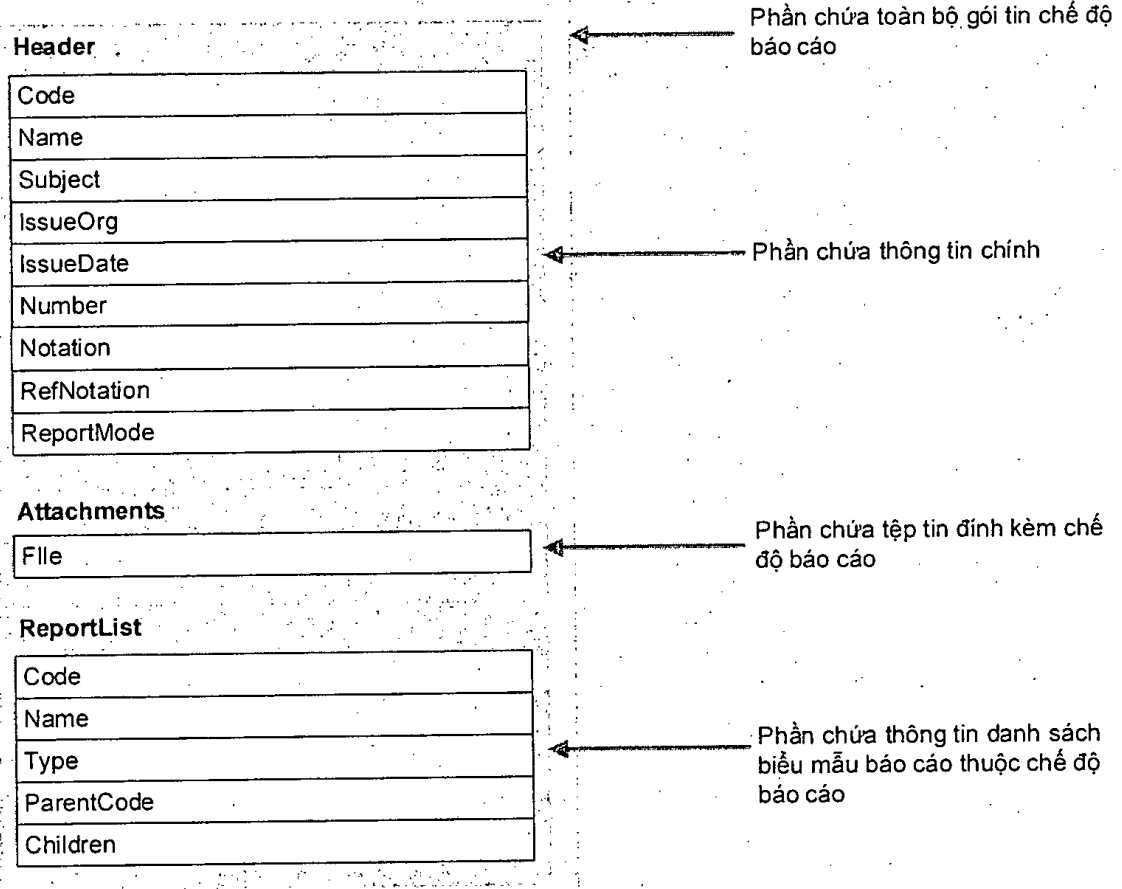 Phần chứa toàn bộ gói tin chế độ
báo cáo
Header
Code
Name
Subject
IssueOrg
IssueDate
Number
Notation
RefNotation
ReportMode
Phần chứa thông tin chính
Attachments
FIle
Phần chứa tệp tin đính kèm chế
độ báo cáo
ReportList
Code
Name
Type
ParentCode
Children
Phần chứa thông tin danh sách
biểu mẫu báo cáo thuộc chế độ
báo cáo